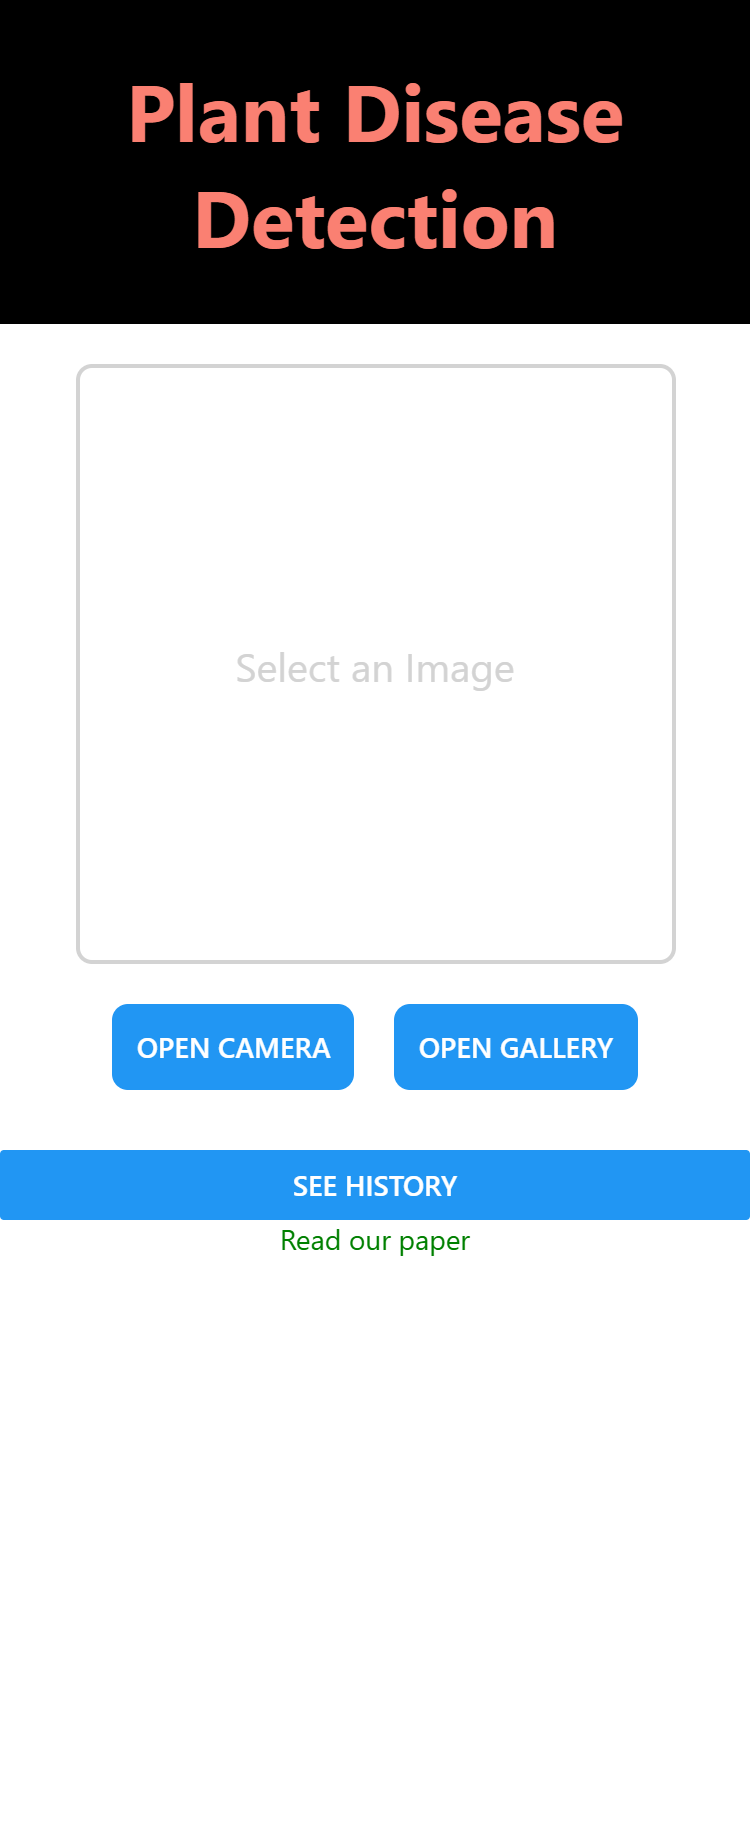 Plant Disease
Detection
Select an Image
OPEN CAMERA
OPEN GALLERY
SEE HISTORY
Read our paper